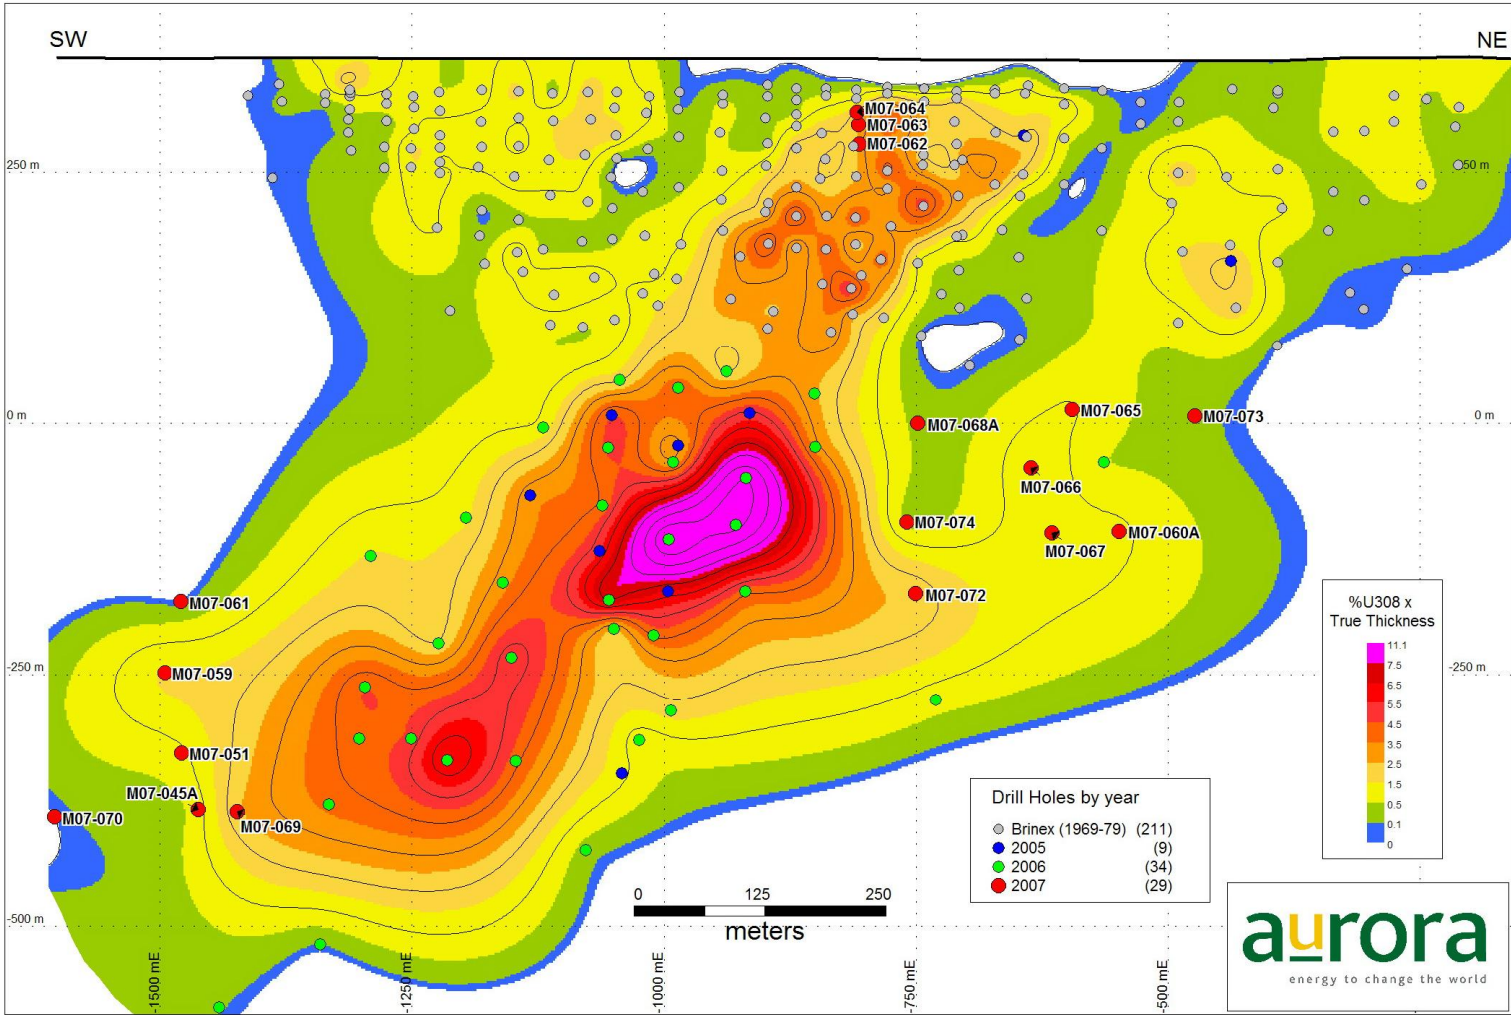 SW
NE
M07-064
M07-063
M07-062
250 m
50 m
0 m
0 m
M07-065
M07-073
M07-068A
M07-066
M07-074
M07-060A
M07-067
M07-061
M07-072
M07-059
-250 m
-250 m
M07-051
M07-045A
M07-070
M07-069
-500 m
%U308 x
True Thickness
11.1
7.5
6.5
5.5
4.5
3.5
2.5
1.5
0.5
0.1
0
Drill Holes by year
Brinex (1969-79) (211)
2005 (9)
2006 (34)
2007 (29)
0 125 250
meters
-1500 mE
-1250 mE
-1000 mE
-750 mE
-500 mE
aurora
energy to change the world